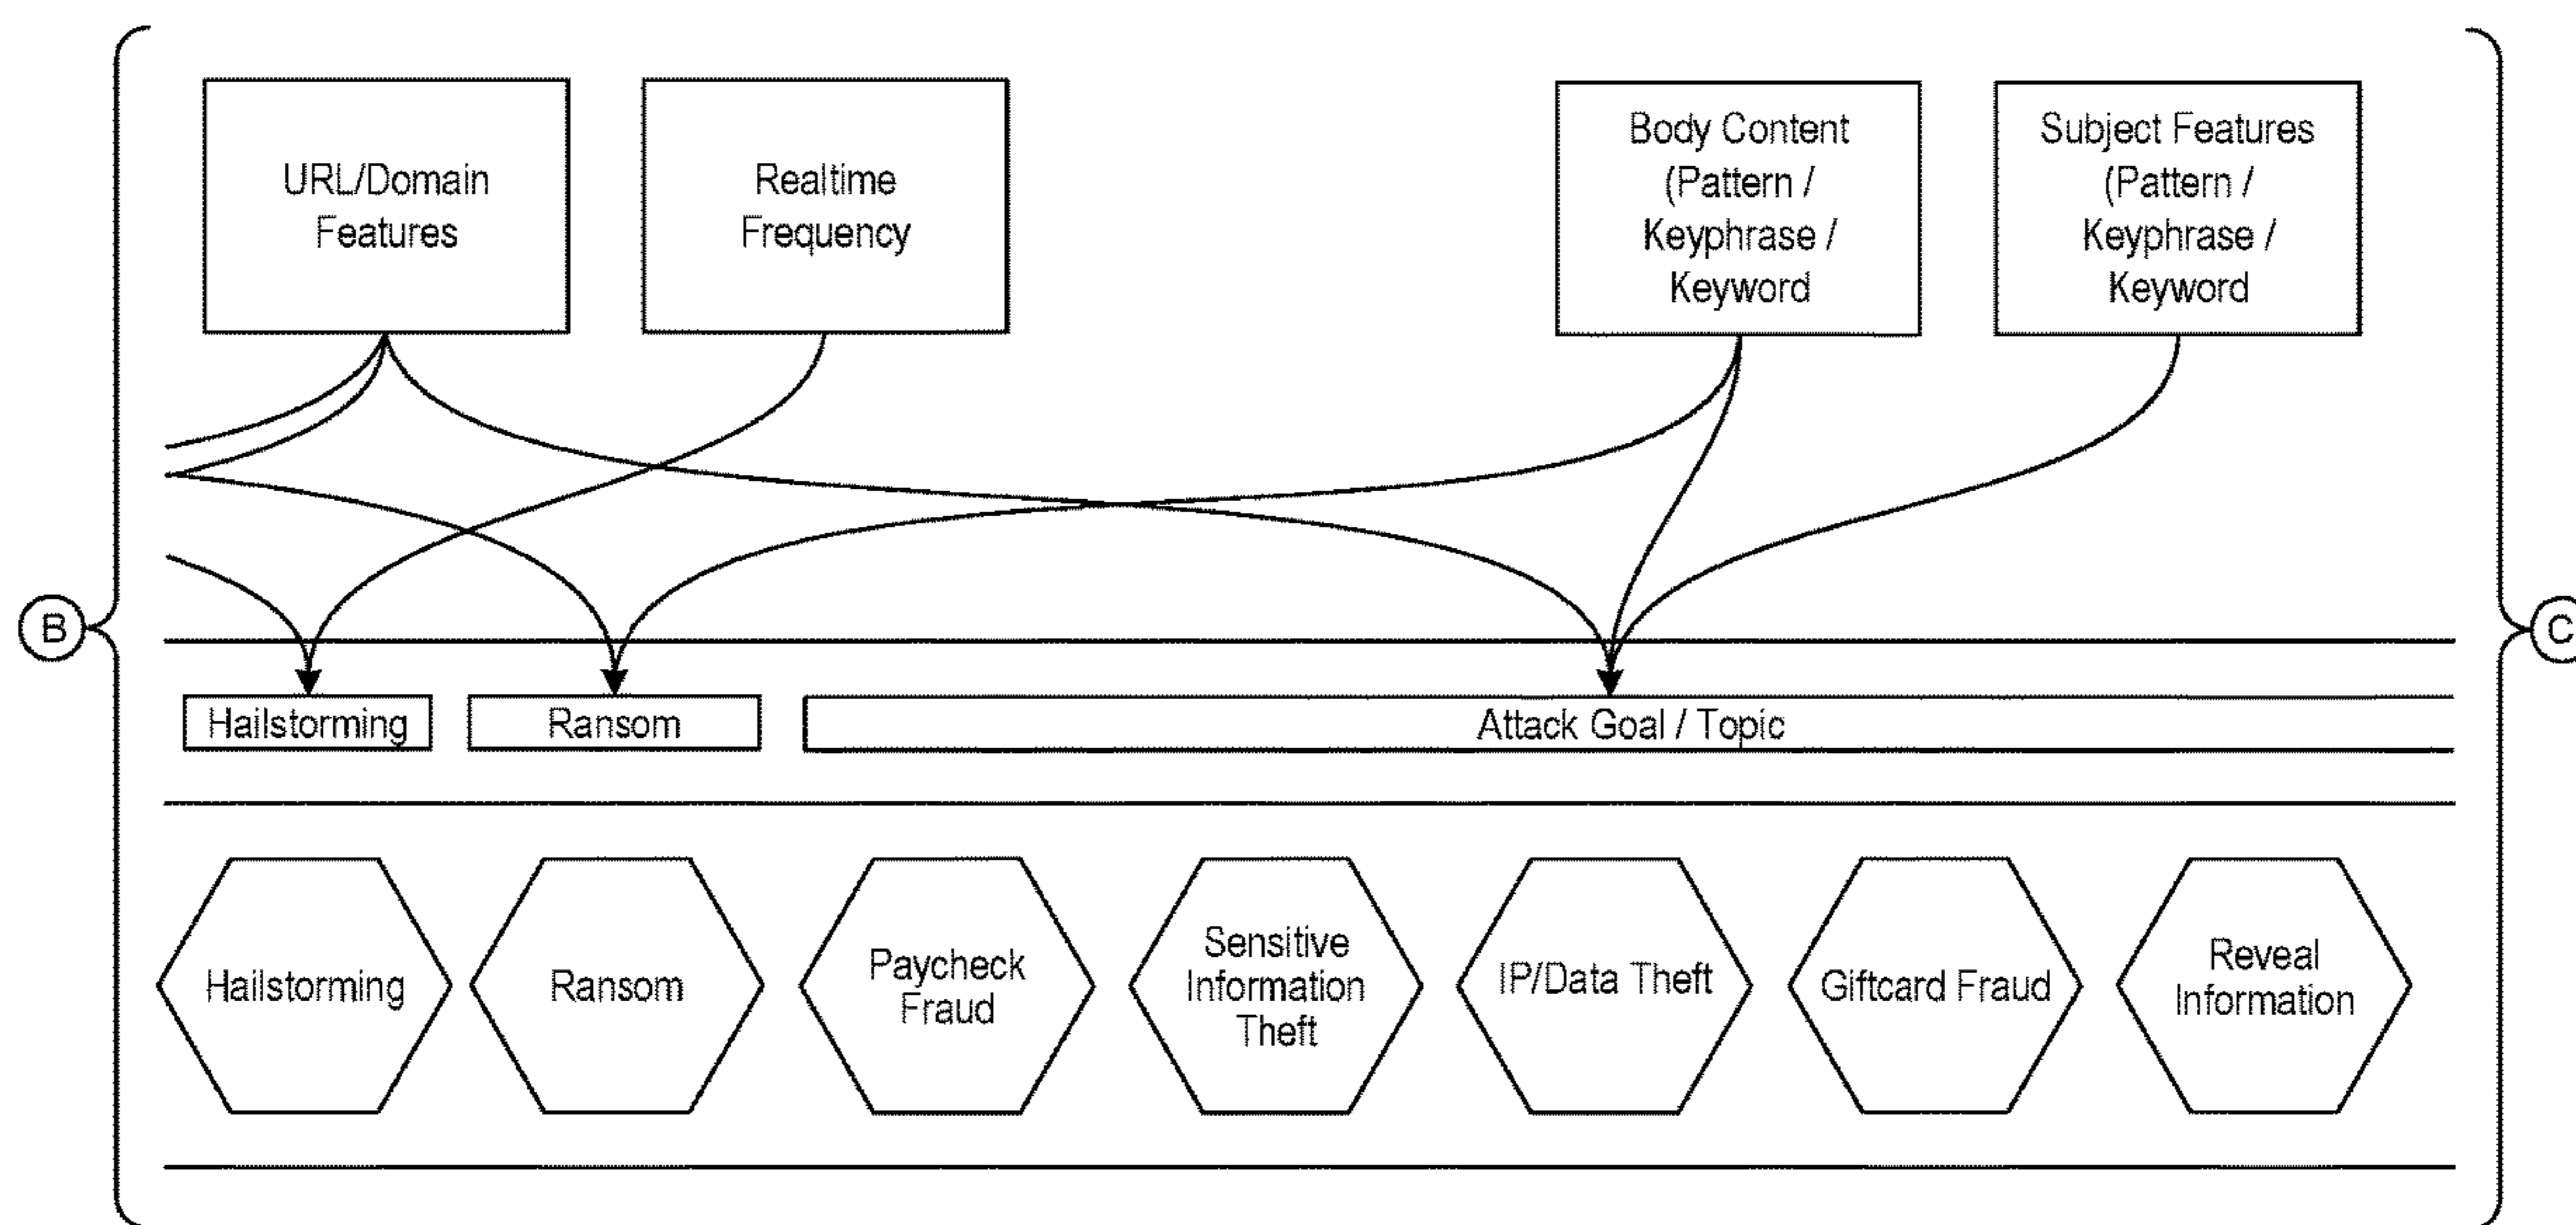 URL/Domain
Features
Realtime
Frequency
Body Content
(Pattern /
Keyphrase /
Keyword
Subject Features
(Pattern /
Keyphrase /
Keyword
B
C
Hailstorming
Ransom
Attack Goal / Topic
Hailstorming
Ransom
Paycheck
Fraud
Sensitive
Information
Theft
IP/Data Theft
Giftcard Fraud
Reveal
Information